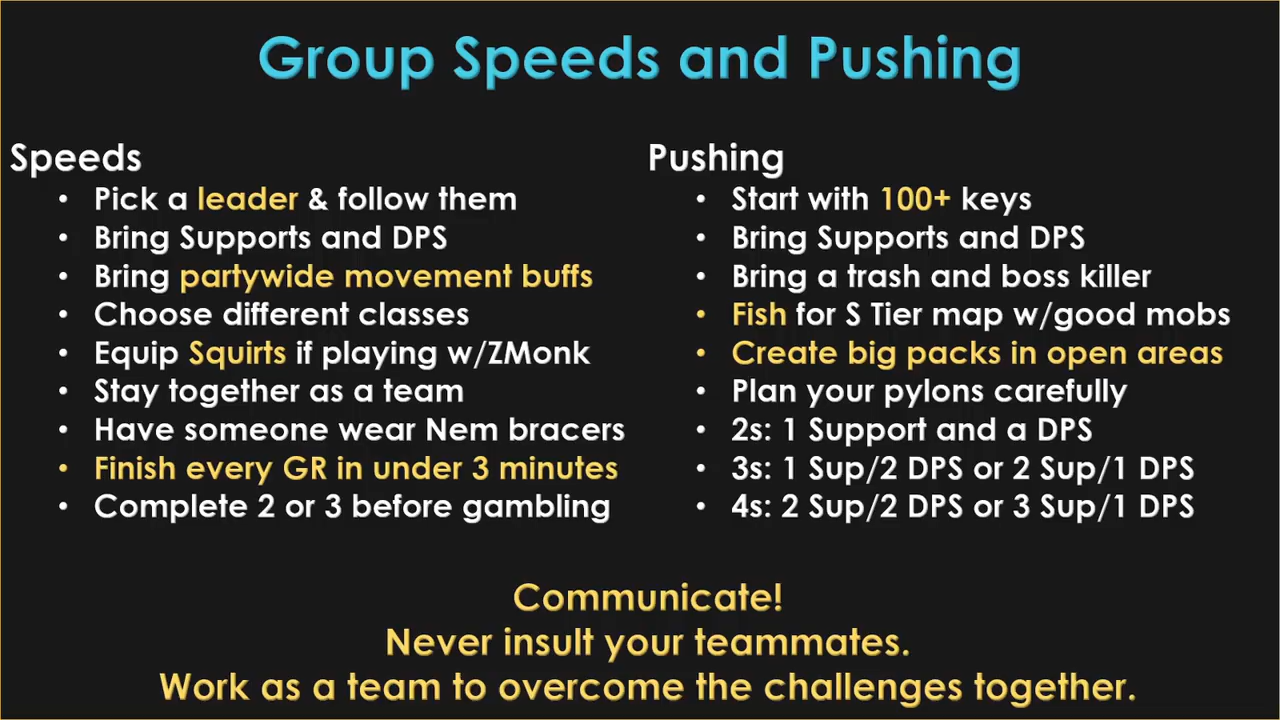 Group Speeds and Pushing
Speeds
• Pick a leader & follow them
• Bring Supports and DPS
• Bring partywide movement buffs
• Choose different classes
• Equip Squirts if playing w/ZMonk
• Stay together as a team
• Have someone wear Nem bracers
• Finish every GR in under 3 minutes
• Complete 2 or 3 before gambling
Pushing
• Start with 100+ keys
• Bring Supports and DPS
• Bring a trash and boss killer
• Fish for S Tier map w/good mobs
• Create big packs in open areas
• Plan your pylons carefully
• 2s: 1 Support and a DPS
• 3s: 1 Sup/2 DPS or 2 Sup/1 DPS
• 4s: 2 Sup/2 DPS or 3 Sup/1 DPS
Communicate!
Never insult your teammates.
Work as a team to overcome the challenges together.